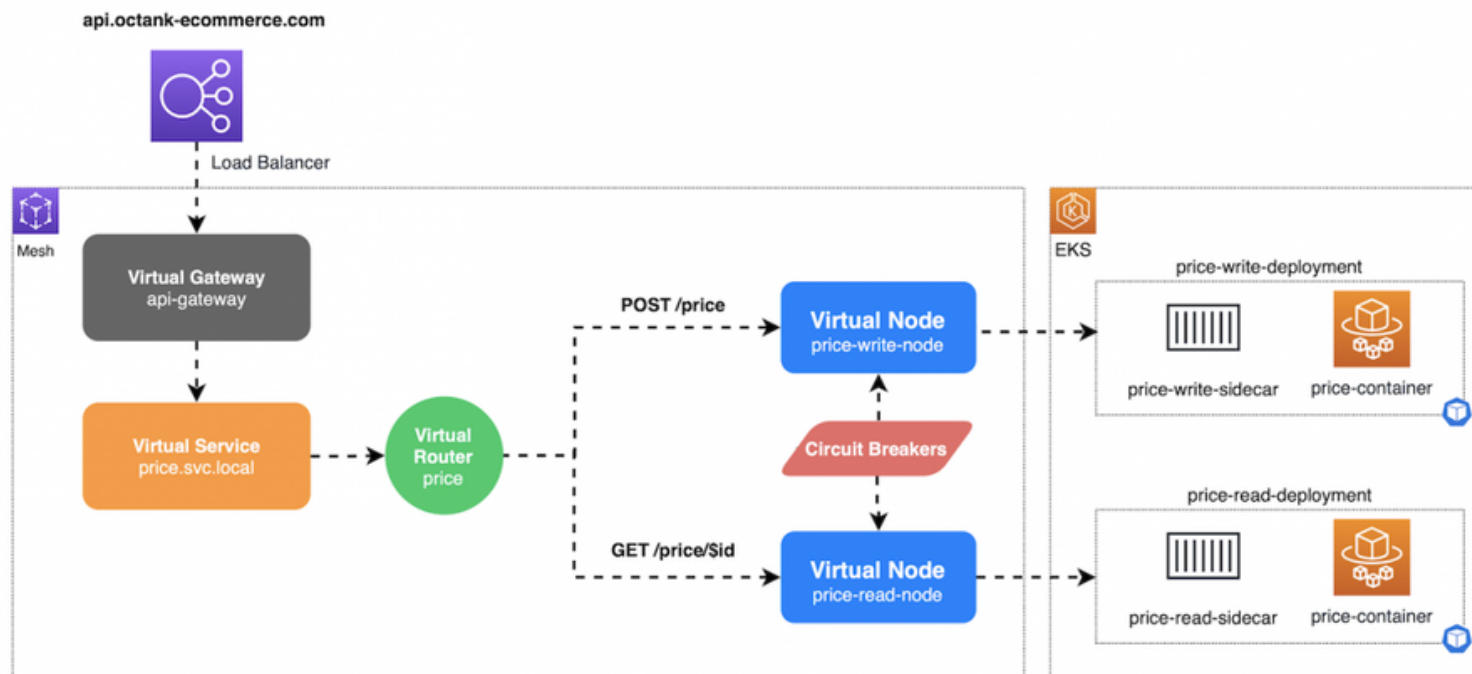 api.octank-ecommerce.com
Load Balancer
Mesh
Virtual Gateway
api-gateway
Virtual Service
price.svc.local
Virtual
Router
price
POST /price
GET /price/$id
Virtual Node
price-write-node
Circuit Breakers
Virtual Node
price-read-node
EKS
price-write-deployment
price-write-sidecar
price-container
price-read-deployment
price-read-sidecar
price-container